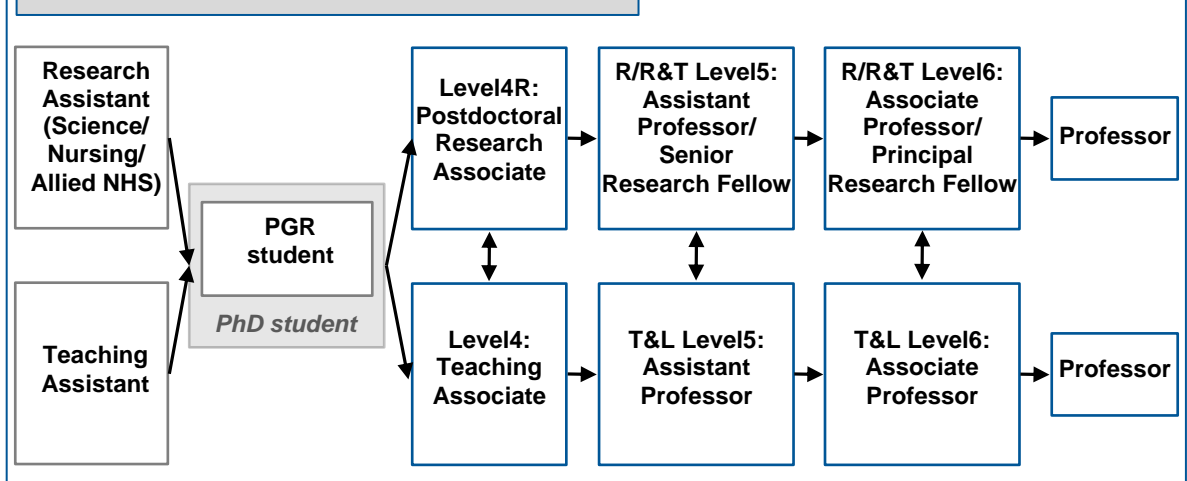 Research
Assistant
(Science/
Nursing/
Allied NHS)
Teaching
Assistant
PGR
student
PhD student
Level4R:
Postdoctoral
Research
Associate
R/R&T Level5:
Assistant
Professor/
Senior
Research Fellow
R/R&T Level6:
Associate
Professor/
Principal
Research Fellow
Professor
Level4:
Teaching
Associate
T&L Level5:
Assistant
Professor
T&L Level6:
Associate
Professor
Professor